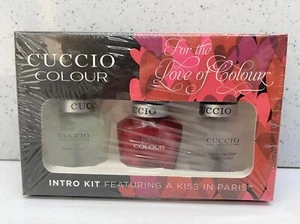 CUCCIO
COLOUR
For the
Love of Colour
CUCCIO
CUCCIO
COLOUR
CUCCIO
INTRO KIT FEATURING A KISS IN PARIS